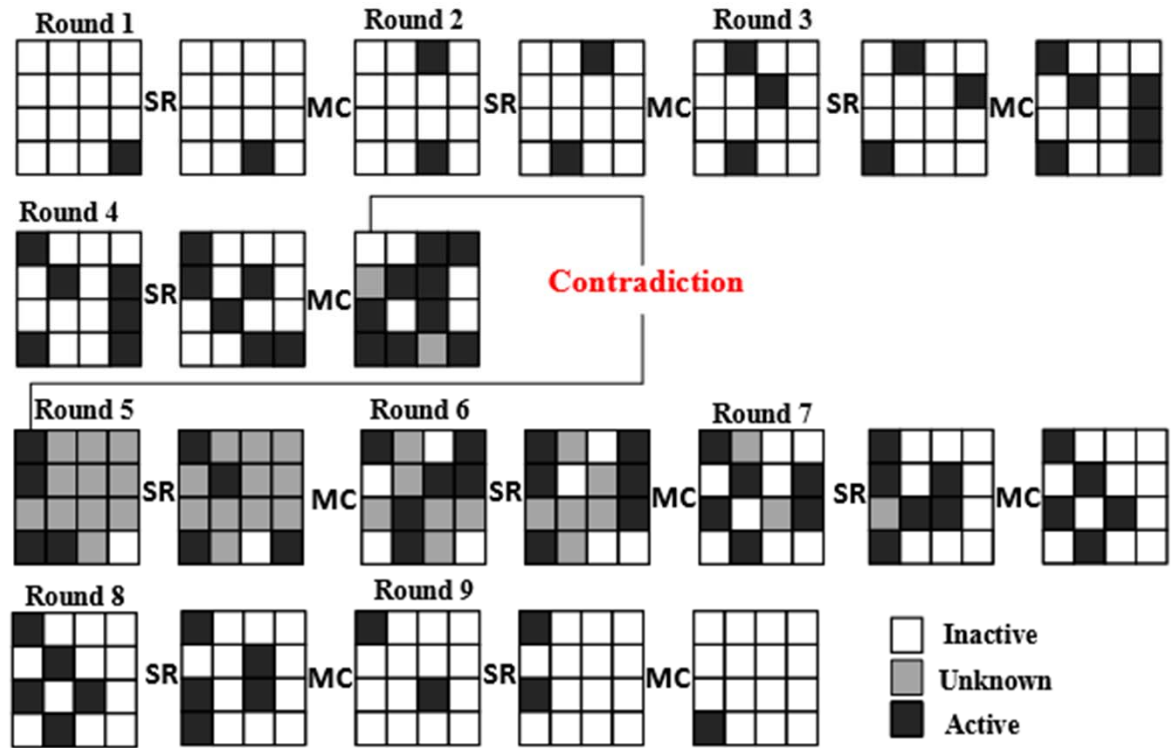 Round 1
Round 2
Round 3
SR
MC
SR
MC
SR
MC
Round 4
SR
MC
Contradiction
Round 5
Round 6
Round 7
SR
MC
SR
MC
SR
MC
Round 8
Round 9
SR
MC
SR
MC
Inactive
Unknown
Active